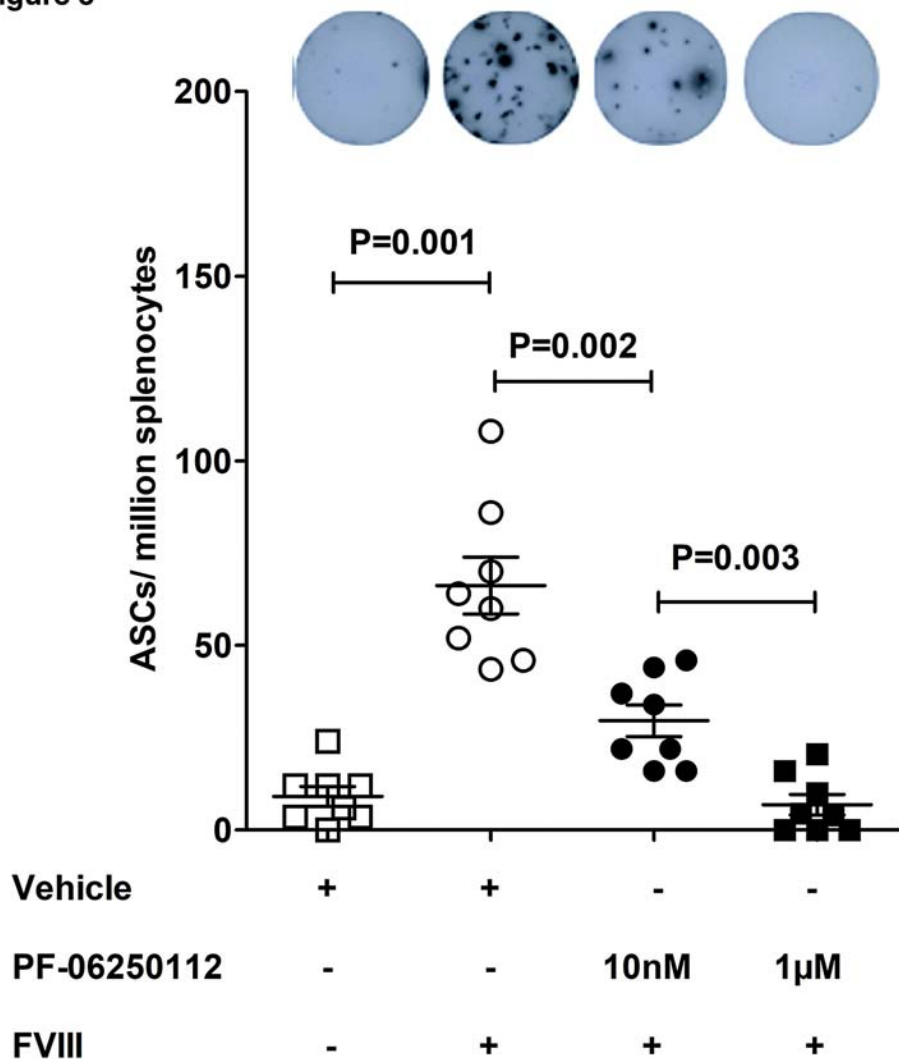 200
P=0.001
150
P=0.002
100
P=0.003
50
0
ASCs/ million splenocytes
Vehicle + + - -
PF-06250112 - - 10nM 1µM
FVIII - + + +